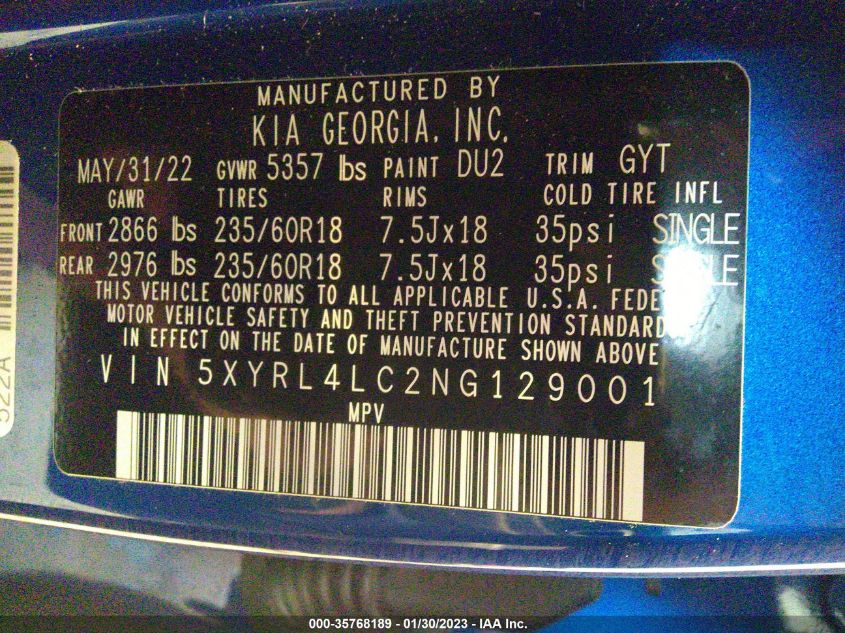 MANUFACTURED BY
KIA GEORGIA, INC.
MAY/31/22 GVWR 5357 lbs PAINT DU2 TRIM GYT
GAWR TIRES RIMS COLD TIRE INFL
FRONT 2866 lbs 235/60R18 7.5Jx18 35psi SINGLE
REAR 2976 lbs 235/60R18 7.5Jx18 35psi
THIS VEHICLE CONFORMS TO ALL APPLICABLE U.S.A.
MOTOR VEHICLE SAFETY AND THEFT PREVENTION STANDARD
IN EFFECT ON THE DATE OF MANUFACTURE SHOWN ABOVE
VIN 5XYRL4LC2NG129001
MPV
522A
000-35768189 - 01/30/2023 - IAA Inc.